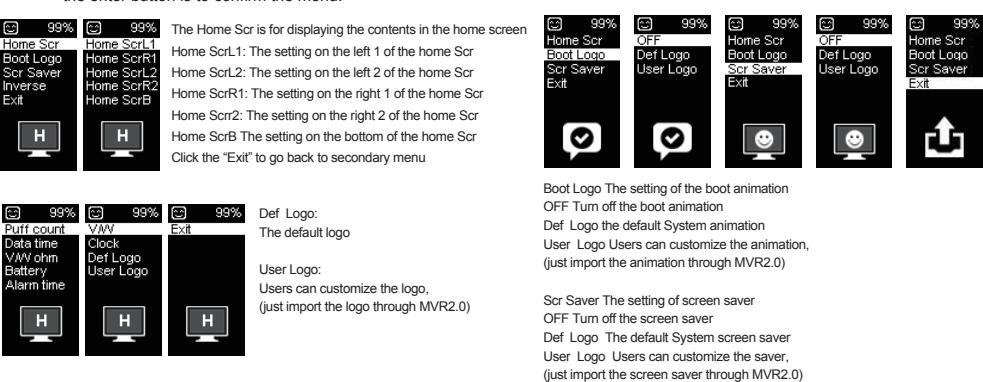 the enter button is to confirm the menu.
99%
Home Scr
Boot Logo
Scr Saver
Inverse
Exit
H
99%
Home ScrL1
Home ScrR1
Home ScrL2
Home ScrR2
Home ScrB
H
The Home Scr is for displaying the contents in the home screen
Home ScrL1: The setting on the left 1 of the home Scr
Home ScrL2: The setting on the left 2 of the home Scr
Home ScrR1: The setting on the right 1 of the home Scr
Home Scrr2: The setting on the right 2 of the home Scr
Home ScrB The setting on the bottom of the home Scr
Click the “Exit” to go back to secondary menu
99%
Puff count
Data time
V/W ohm
Battery
Alarm time
H
99%
V/W
Clock
Def Logo
User Logo
H
99%
Exit
H
Def Logo:
The default logo
User Logo:
Users can customize the logo,
(just import the logo through MVR2.0)
99%
Home Scr
Boot Logo
Scr Saver
Exit
99%
OFF
Def Logo
User Logo
99%
Home Scr
Boot Logo
Scr Saver
Exit
99%
OFF
Def Logo
User Logo
99%
Home Scr
Boot Logo
Scr Saver
Exit
Boot Logo The setting of the boot animation
OFF Turn off the boot animation
Def Logo the default System animation
User Logo Users can customize the animation,
(just import the animation through MVR2.0)
Scr Saver The setting of screen saver
OFF Turn off the screen saver
Def Logo The default System screen saver
User Logo Users can customize the saver,
(just import the screen saver through MVR2.0)